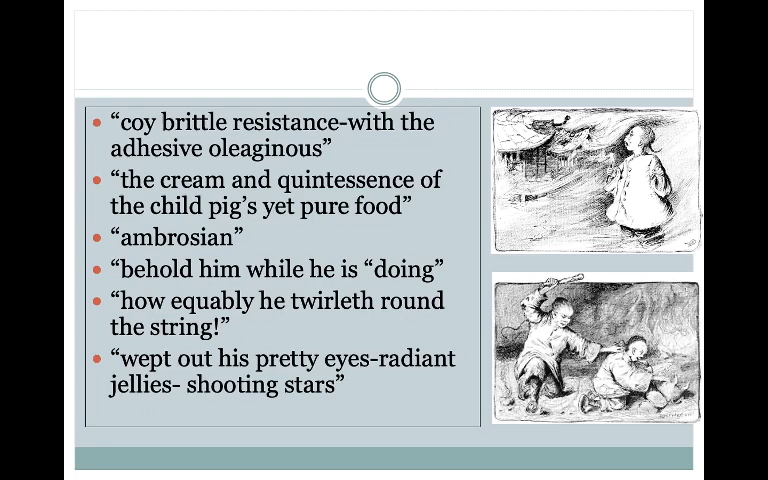 “coy brittle resistance-with the
adhesive oleaginous”
“the cream and quintessence of
the child pig’s yet pure food”
“ambrosian”
“behold him while he is “doing”
“how equably he twirleth round
the string!”
“wept out his pretty eyes-radiant
jellies- shooting stars”